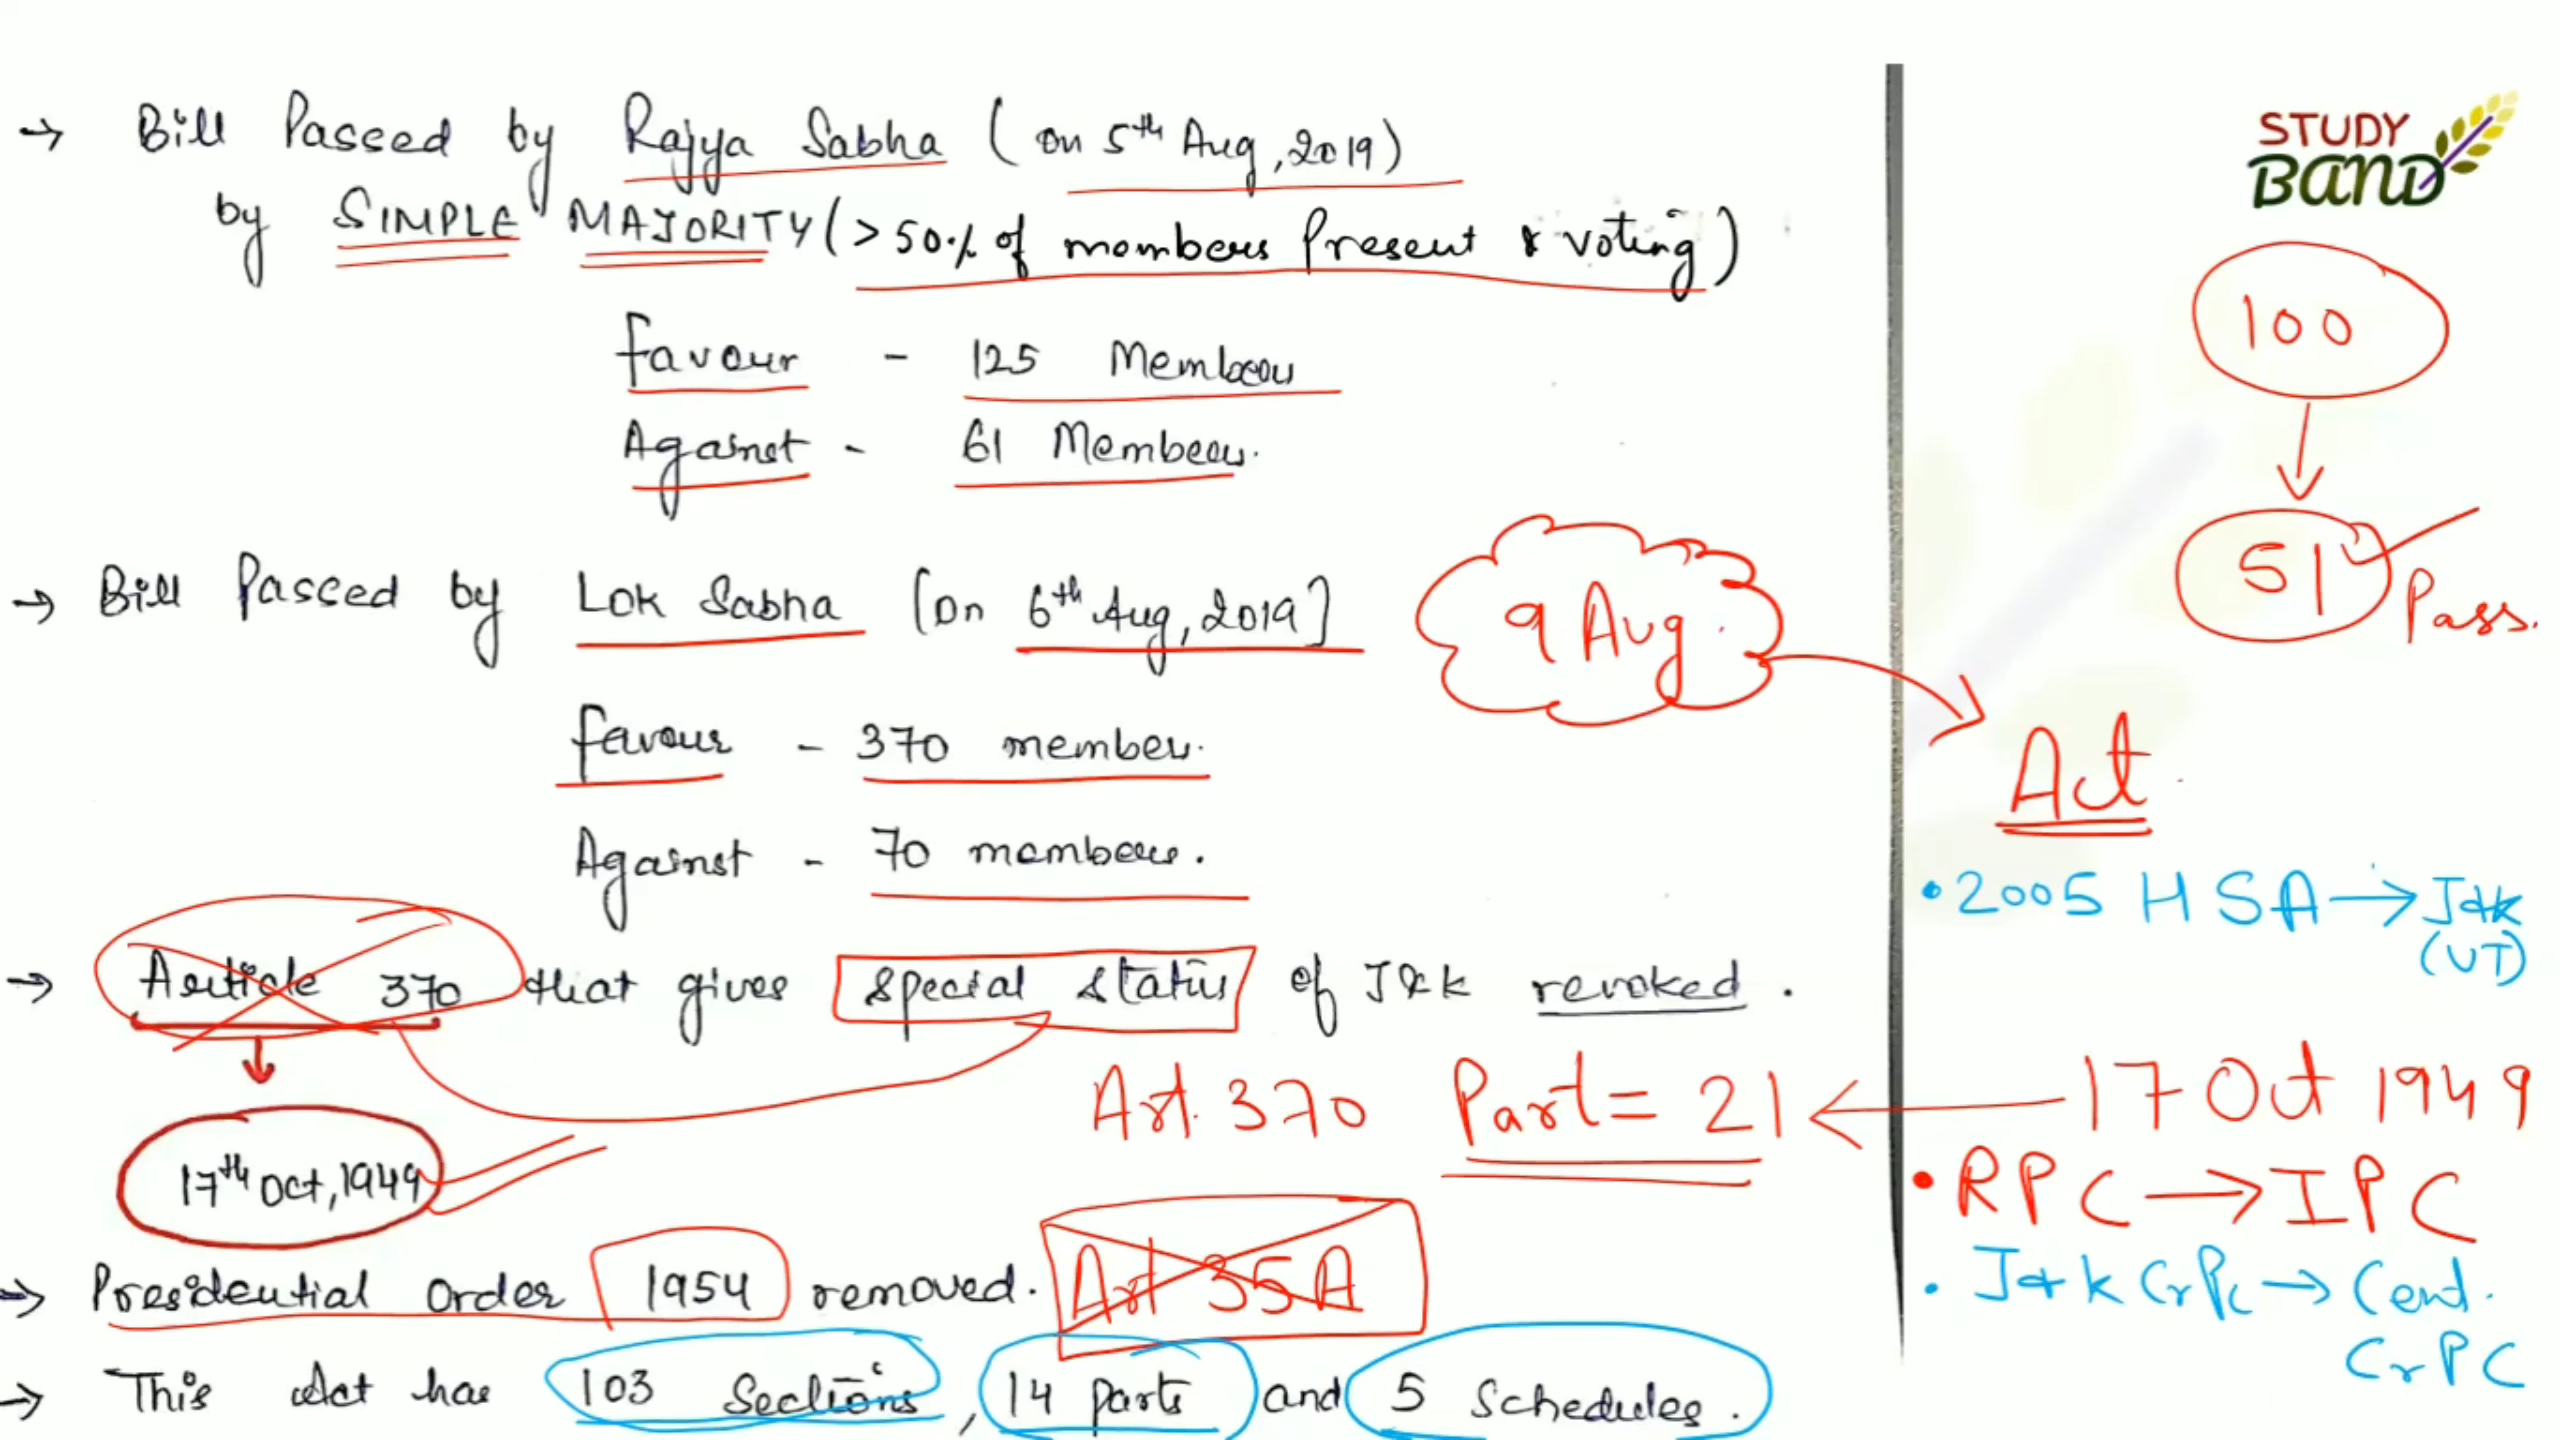 → Bill Passed by Rajya Sabha (on 5th Aug, 2019)
by SIMPLE MAJORITY (>50% of members Present & voting)
favour - 125 Members
Against - 61 Members.
→ Bill Passed by Lok Sabha [On 6th Aug, 2019]
9 Aug.
favour - 370 member.
Against - 70 members.
→ Article 370 that gives special status of J&K revoked.
17th Oct, 1949
Art. 370 Part = 21
→ Presidential Order 1954 removed. Art 35A
→ This Act has 103 Sections, 14 parts and 5 Schedules.
STUDY
BAND
100
51
Pass.
Act
• 2005 HSA → J&K
(UT)
17 Oct 1949
• RPC → IPC
• J&K CrPc → Cent.
CrPC